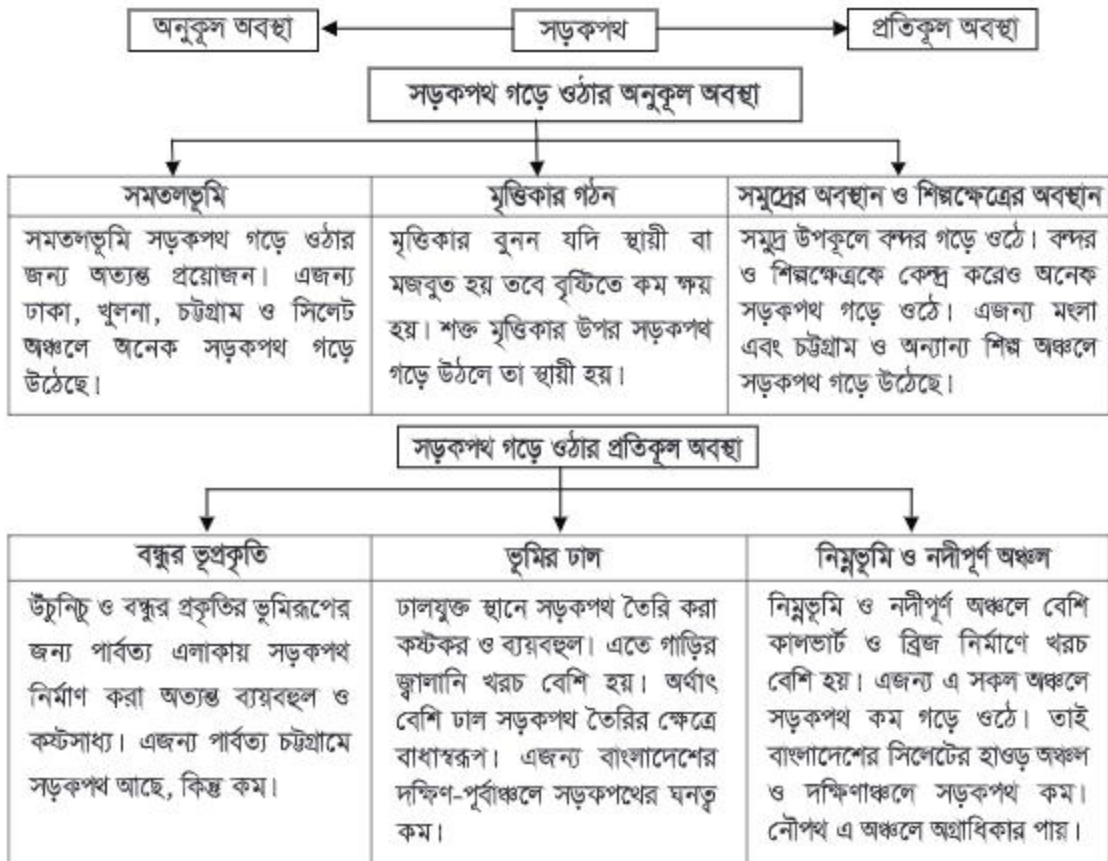 অনুকূল অবস্থা সড়কপথ প্রতিকূল অবস্থা
সড়কপথ গড়ে ওঠার অনুকূল অবস্থা
সমতলভূমি
সমতলভূমি সড়কপথ গড়ে ওঠার
জন্য অত্যন্ত প্রয়োজন। এজন্য
ঢাকা, খুলনা, চট্টগ্রাম ও সিলেট
অঞ্চলে অনেক সড়কপথ গড়ে
উঠেছে।
মৃত্তিকার গঠন
মৃত্তিকার বুনন যদি স্থায়ী বা
মজবুত হয় তবে বৃষ্টিতে কম ক্ষয়
হয়। শক্ত মৃত্তিকার উপর সড়কপথ
গড়ে উঠলে তা স্থায়ী হয়।
সমুদ্রের অবস্থান ও শিল্পক্ষেত্রের অবস্থান
সমুদ্র উপকূলে বন্দর গড়ে ওঠে। বন্দর
ও শিল্পক্ষেত্রকে কেন্দ্র করেও অনেক
সড়কপথ গড়ে ওঠে। এজন্য মংলা
এবং চট্টগ্রাম ও অন্যান্য শিল্প অঞ্চলে
সড়কপথ গড়ে উঠেছে।
সড়কপথ গড়ে ওঠার প্রতিকূল অবস্থা
বন্ধুর ভূপ্রকৃতি
উঁচুনিচু ও বন্ধুর প্রকৃতির ভূমিরূপের
জন্য পার্বত্য এলাকায় সড়কপথ
নির্মাণ করা অত্যন্ত ব্যয়বহুল ও
কষ্টসাধ্য। এজন্য পার্বত্য চট্টগ্রামে
সড়কপথ আছে, কিন্তু কম।
ভূমির ঢাল
ঢালযুক্ত স্থানে সড়কপথ তৈরি করা
কষ্টকর ও ব্যয়বহুল। এতে গাড়ির
জ্বালানি খরচ বেশি হয়। অর্থাৎ
বেশি ঢাল সড়কপথ তৈরির ক্ষেত্রে
বাধাস্বরূপ। এজন্য বাংলাদেশের
দক্ষিণ-পূর্বাঞ্চলে সড়কপথের ঘনত্ব
কম।
নিম্নভূমি ও নদীপূর্ণ অঞ্চল
নিম্নভূমি ও নদীপূর্ণ অঞ্চলে বেশি
কালভার্ট ও ব্রিজ নির্মাণে খরচ
বেশি হয়। এজন্য এ সকল অঞ্চলে
সড়কপথ কম গড়ে ওঠে। তাই
বাংলাদেশের সিলেটের হাওড় অঞ্চল
ও দক্ষিণাঞ্চলে সড়কপথ কম।
নৌপথ এ অঞ্চলে অগ্রাধিকার পায়।